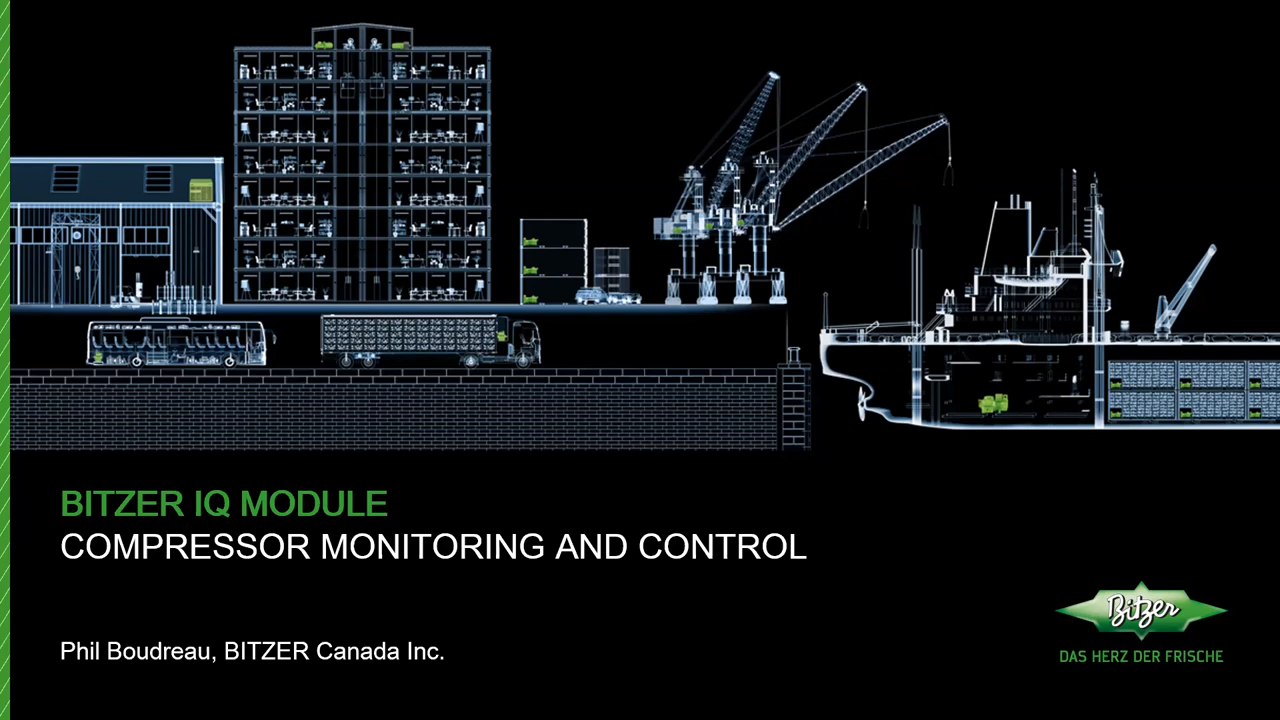 BITZER IQ MODULE
COMPRESSOR MONITORING AND CONTROL
Phil Boudreau, BITZER Canada Inc.
Bitzer
DAS HERZ DER FRISCHE